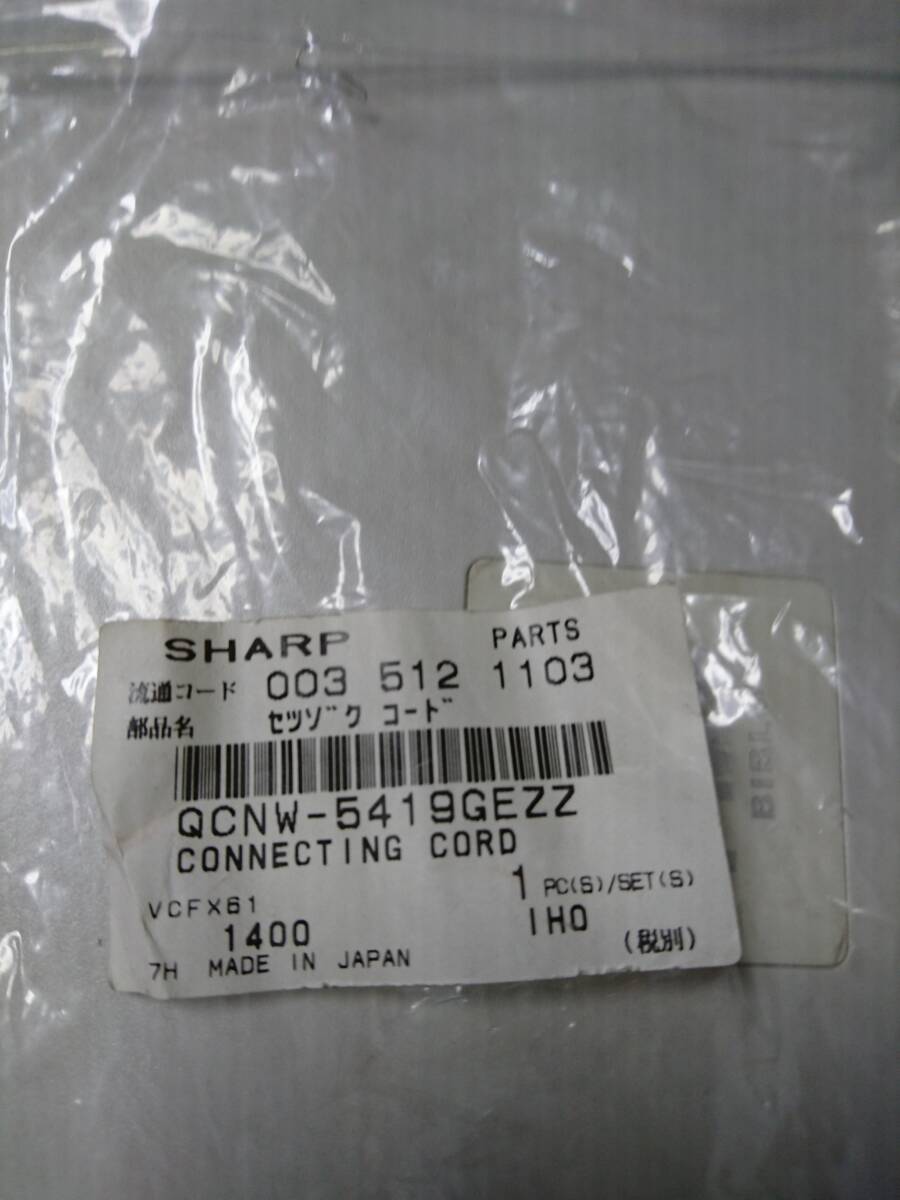 SHARP PARTS
流通コード 003 512 1103
部品名 セツゾク コード
QCNW-5419GEZZ
CONNECTING CORD
1 PC(S)/SET(S)
VCFX61
1400 IHO (税別)
7H MADE IN JAPAN